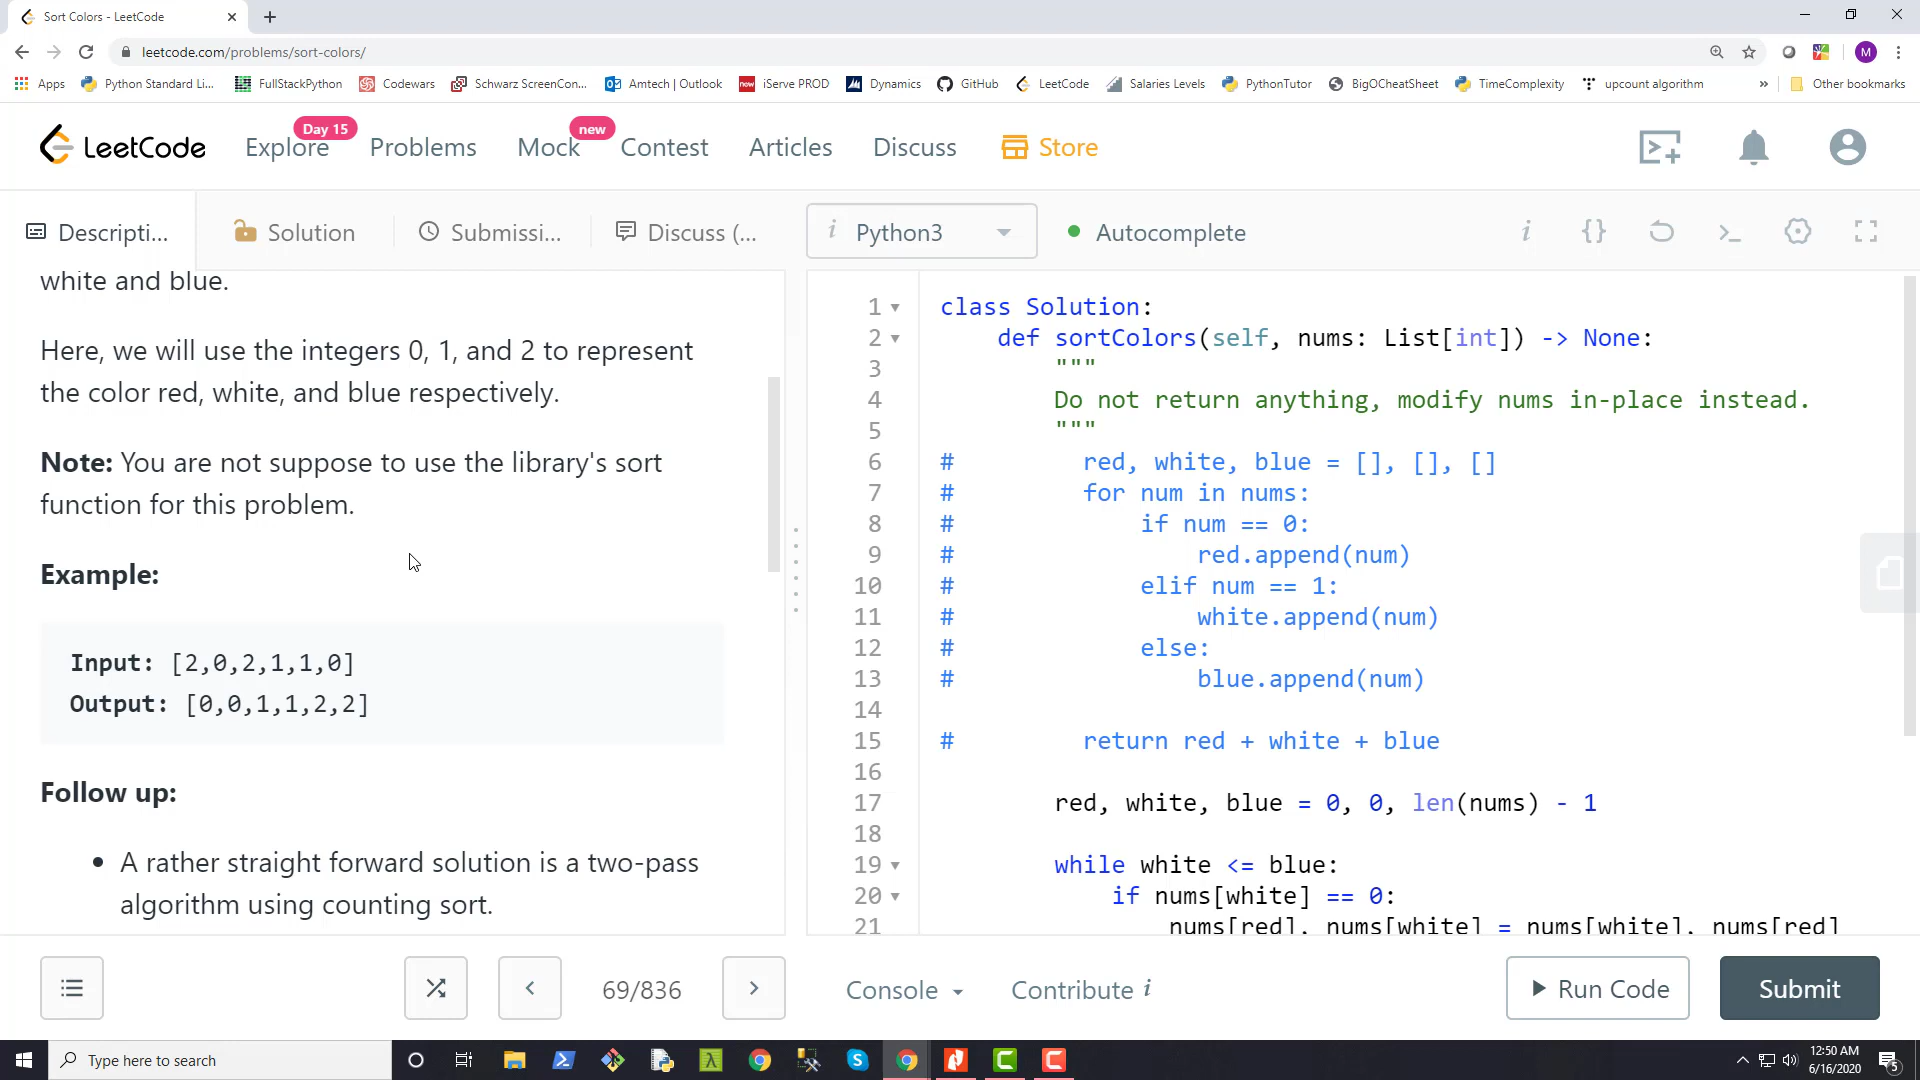 Sort Colors - LeetCode
leetcode.com/problems/sort-colors/
M
Apps Python Standard Li... FullStackPython Codewars Schwarz ScreenCon... Amtech | Outlook now iServe PROD Dynamics GitHub LeetCode Salaries Levels PythonTutor BigOCheatSheet TimeComplexity upcount algorithm » Other bookmarks
Day 15 new
LeetCode Explore Problems Mock Contest Articles Discuss Store
Descripti... Solution Submissi... Discuss (... i Python3 Autocomplete i {}
white and blue.
Here, we will use the integers 0, 1, and 2 to represent
the color red, white, and blue respectively.
Note: You are not suppose to use the library's sort
function for this problem.
Example:
Input: [2,0,2,1,1,0]
Output: [0,0,1,1,2,2]
Follow up:
• A rather straight forward solution is a two-pass
algorithm using counting sort.
1 class Solution:
2 def sortColors(self, nums: List[int]) -> None:
3 """
4 Do not return anything, modify nums in-place instead.
5 """
6 # red, white, blue = [], [], []
7 # for num in nums:
8 # if num == 0:
9 # red.append(num)
10 # elif num == 1:
11 # white.append(num)
12 # else:
13 # blue.append(num)
14
15 # return red + white + blue
16
17 red, white, blue = 0, 0, len(nums) - 1
18
19 while white <= blue:
20 if nums[white] == 0:
21 nums[red], nums[white] = nums[white], nums[red]
69/836 Console Contribute i Run Code Submit
Type here to search
12:50 AM
6/16/2020
5